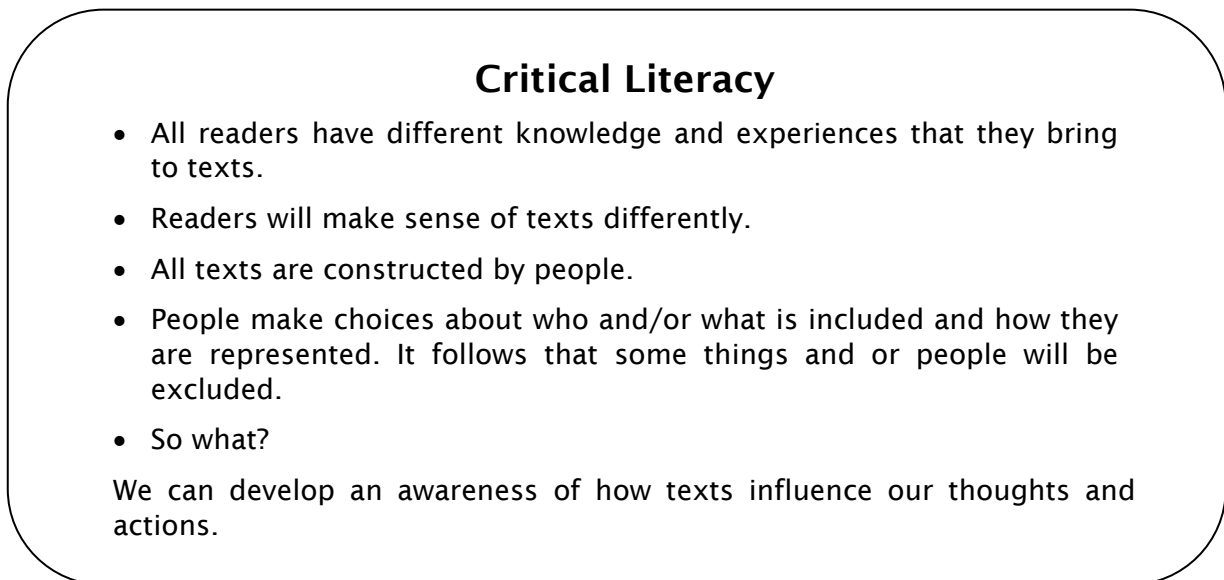 Critical Literacy
• All readers have different knowledge and experiences that they bring
to texts.
• Readers will make sense of texts differently.
• All texts are constructed by people.
• People make choices about who and/or what is included and how they
are represented. It follows that some things and or people will be
excluded.
• So what?
We can develop an awareness of how texts influence our thoughts and
actions.